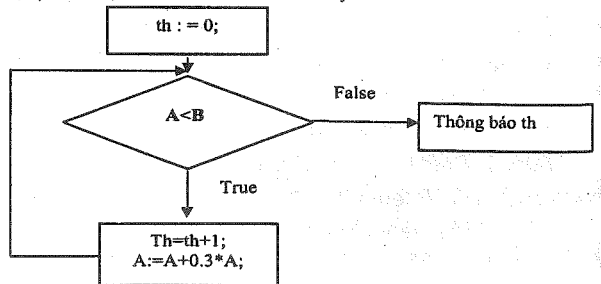 th : = 0;
A<B
False
Thông báo th
True
Th=th+1;
A:=A+0.3*A;